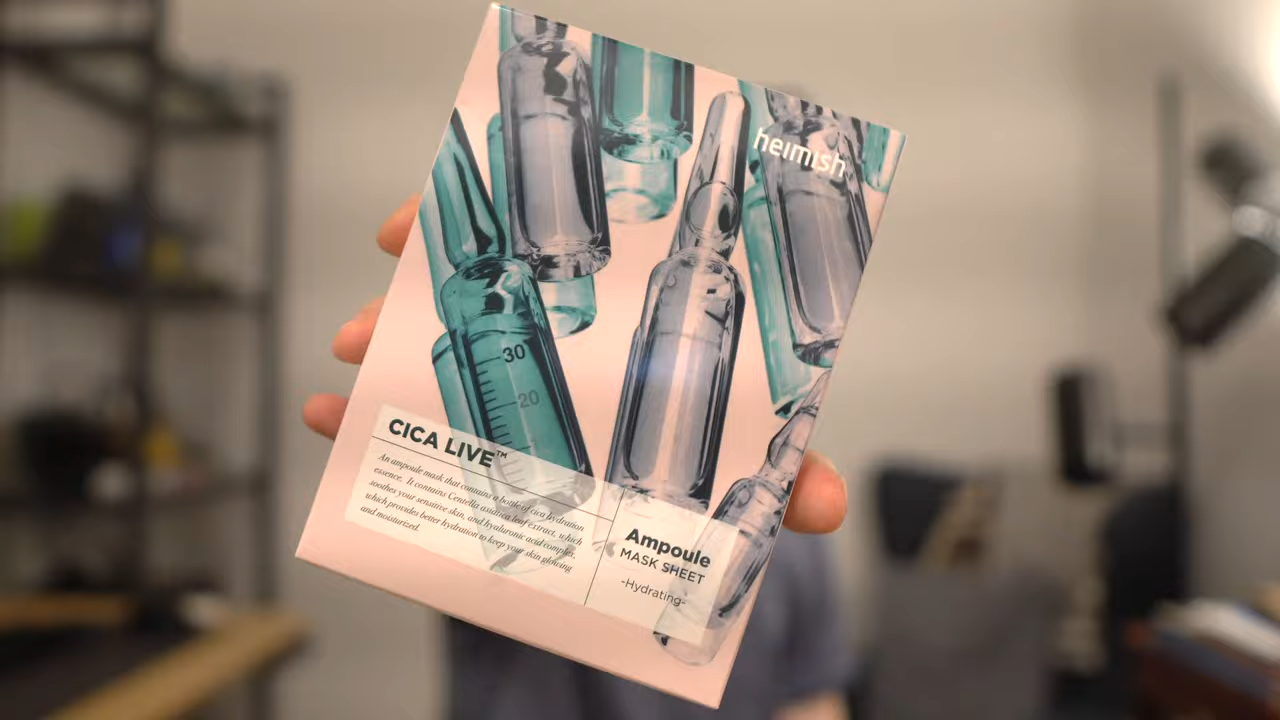 heimish
30
20
CICA LIVE™
An ampoule mask that contains a bottle of cica hydration
essence. It contains Centella asiatica leaf extract, which
soothes your sensitive skin, and hyaluronic acid complex,
which provides better hydration to keep your skin glowing
and moisturized.
Ampoule
MASK SHEET
-Hydrating-